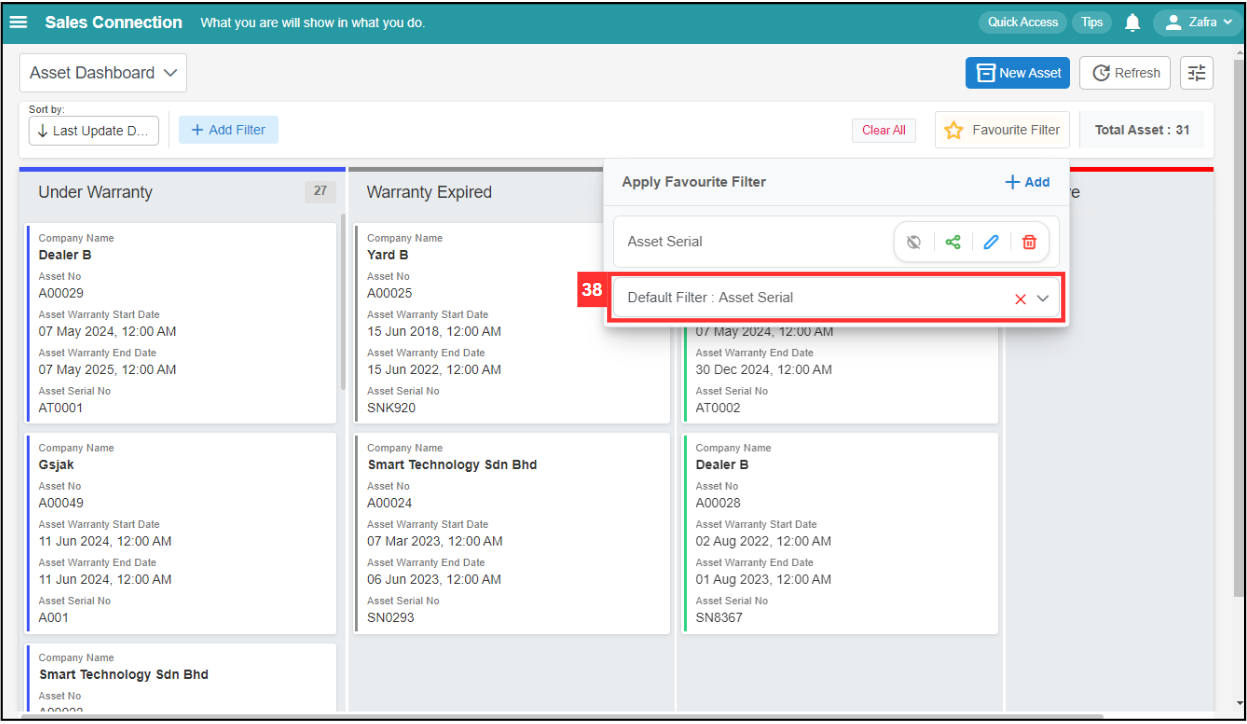 Sales Connection What you are will show in what you do. Quick Access Tips Zafra
Asset Dashboard New Asset Refresh
Sort by:
Last Update D... + Add Filter Clear All Favourite Filter Total Asset : 31
Under Warranty 27 Warranty Expired
Apply Favourite Filter + Add
Asset Serial
38 Default Filter : Asset Serial
Company Name
Dealer B
Asset No
A00029
Asset Warranty Start Date
07 May 2024, 12:00 AM
Asset Warranty End Date
07 May 2025, 12:00 AM
Asset Serial No
AT0001
Company Name
Gsjak
Asset No
A00049
Asset Warranty Start Date
11 Jun 2024, 12:00 AM
Asset Warranty End Date
11 Jun 2024, 12:00 AM
Asset Serial No
A001
Company Name
Smart Technology Sdn Bhd
Asset No
Company Name
Yard B
Asset No
A00025
Asset Warranty Start Date
15 Jun 2018, 12:00 AM
Asset Warranty End Date
15 Jun 2022, 12:00 AM
Asset Serial No
SNK920
Company Name
Smart Technology Sdn Bhd
Asset No
A00024
Asset Warranty Start Date
07 Mar 2023, 12:00 AM
Asset Warranty End Date
06 Jun 2023, 12:00 AM
Asset Serial No
SN0293
07 May 2024, 12:00 AM
Asset Warranty End Date
30 Dec 2024, 12:00 AM
Asset Serial No
AT0002
Company Name
Dealer B
Asset No
A00028
Asset Warranty Start Date
02 Aug 2022, 12:00 AM
Asset Warranty End Date
01 Aug 2023, 12:00 AM
Asset Serial No
SN8367